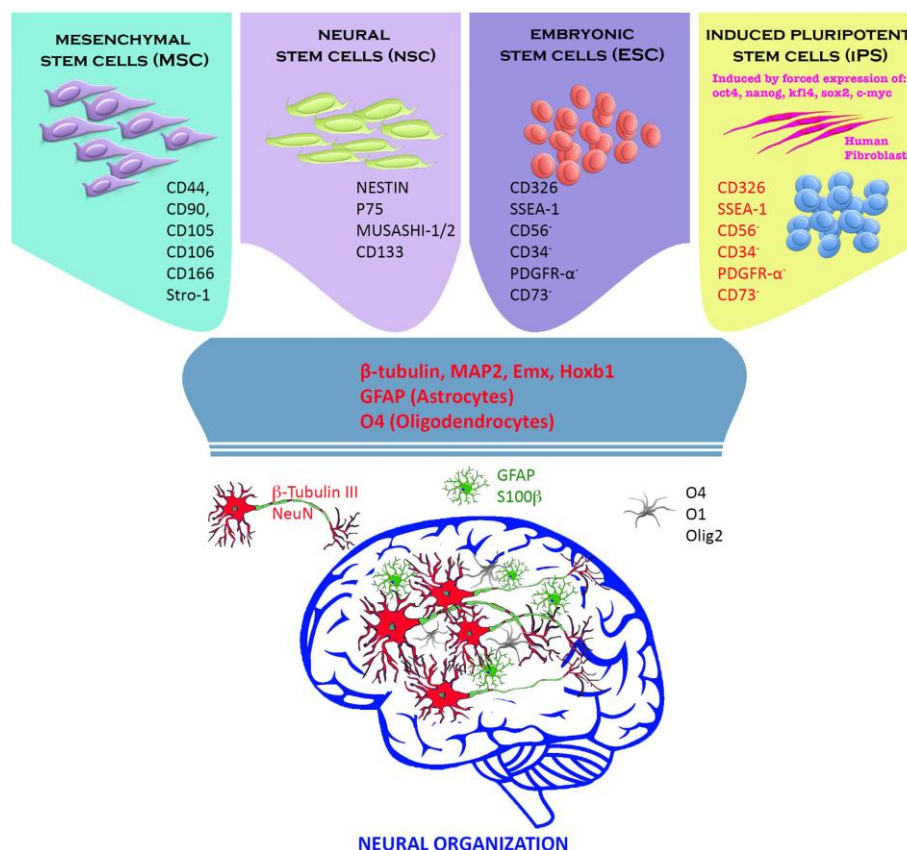 MESENCHYMAL
STEM CELLS (MSC)
CD44,
CD90,
CD105
CD106
CD166
Stro-1
NEURAL
STEM CELLS (NSC)
NESTIN
P75
MUSASHI-1/2
CD133
EMBRYONIC
STEM CELLS (ESC)
CD326
SSEA-1
CD56-
CD34-
PDGFR-α-
CD73-
INDUCED PLURIPOTENT
STEM CELLS (iPS)
Induced by forced expression of:
oct4, nanog, kfl4, sox2, c-myc
Human
Fibroblast
CD326
SSEA-1
CD56-
CD34-
PDGFR-α-
CD73-
β-tubulin, MAP2, Emx, Hoxb1
GFAP (Astrocytes)
O4 (Oligodendrocytes)
β-Tubulin III
NeuN
GFAP
S100β
O4
O1
Olig2
NEURAL ORGANIZATION